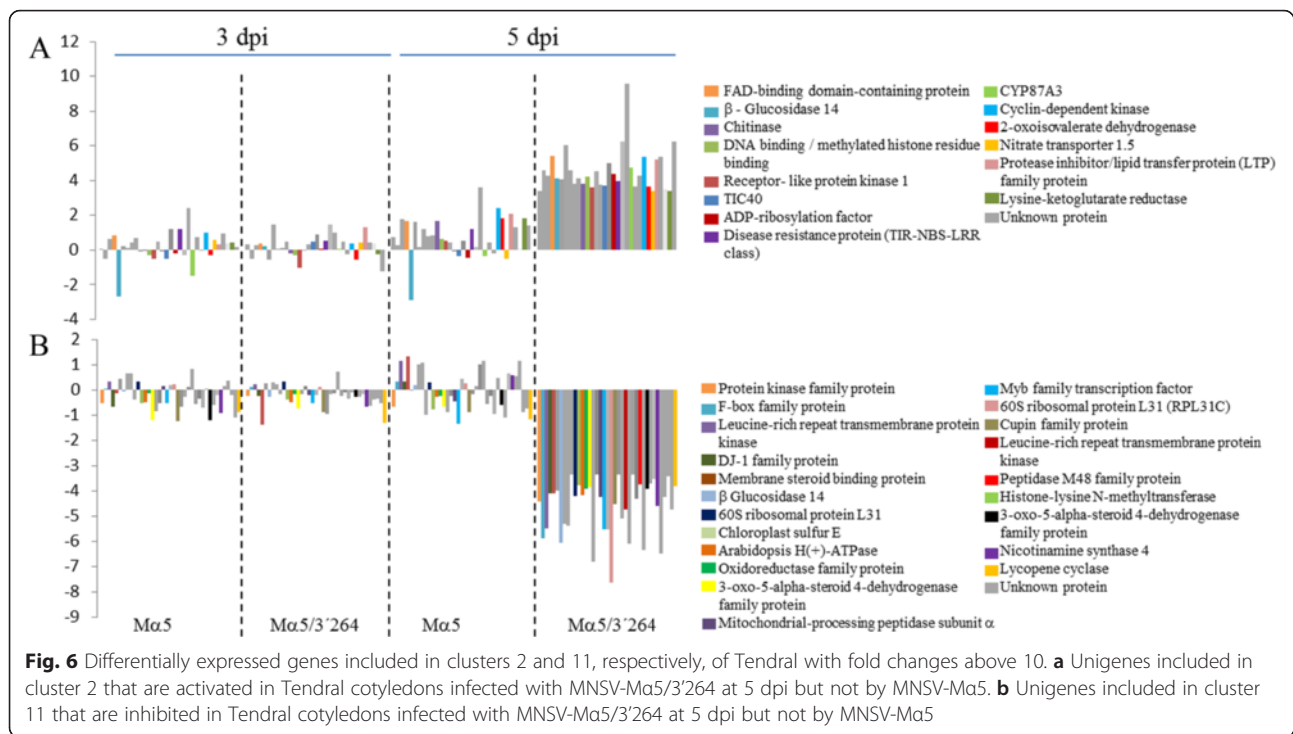 A
3 dpi
5 dpi
12
10
8
6
4
2
0
-2
-4
FAD-binding domain-containing protein
β - Glucosidase 14
Chitinase
DNA binding / methylated histone residue
binding
Receptor- like protein kinase 1
TIC40
ADP-ribosylation factor
Disease resistance protein (TIR-NBS-LRR
class)
CYP87A3
Cyclin-dependent kinase
2-oxoisovalerate dehydrogenase
Nitrate transporter 1.5
Protease inhibitor/lipid transfer protein (LTP)
family protein
Lysine-ketoglutarate reductase
Unknown protein
B
2
1
0
-1
-2
-3
-4
-5
-6
-7
-8
-9
Mα5
Mα5/3´264
Mα5
Mα5/3´264
Protein kinase family protein
F-box family protein
Leucine-rich repeat transmembrane protein
kinase
DJ-1 family protein
Membrane steroid binding protein
β Glucosidase 14
60S ribosomal protein L31
Chloroplast sulfur E
Arabidopsis H(+)-ATPase
Oxidoreductase family protein
3-oxo-5-alpha-steroid 4-dehydrogenase
family protein
Mitochondrial-processing peptidase subunit α
Myb family transcription factor
60S ribosomal protein L31 (RPL31C)
Cupin family protein
Leucine-rich repeat transmembrane protein
kinase
Peptidase M48 family protein
Histone-lysine N-methyltransferase
3-oxo-5-alpha-steroid 4-dehydrogenase
family protein
Nicotinamine synthase 4
Lycopene cyclase
Unknown protein
Fig. 6 Differentially expressed genes included in clusters 2 and 11, respectively, of Tendral with fold changes above 10. a Unigenes included in
cluster 2 that are activated in Tendral cotyledons infected with MNSV-Mα5/3’264 at 5 dpi but not by MNSV-Mα5. b Unigenes included in cluster
11 that are inhibited in Tendral cotyledons infected with MNSV-Mα5/3’264 at 5 dpi but not by MNSV-Mα5